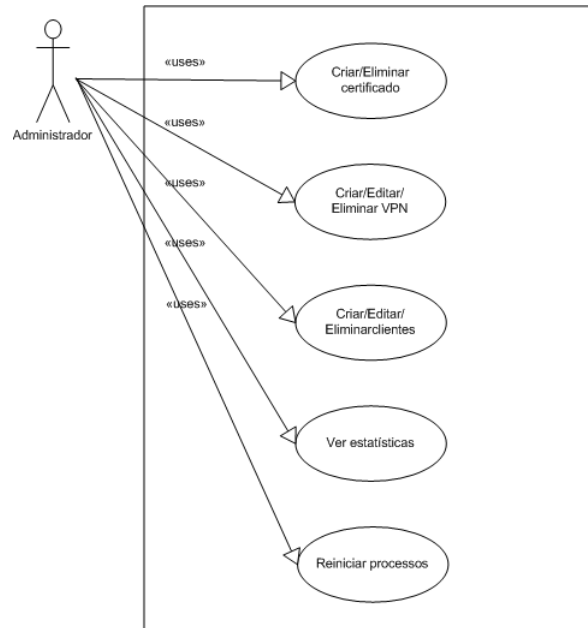 «uses»
Criar/Eliminar
certificado
Administrador
«uses»
Criar/Editar/
Eliminar VPN
«uses»
«uses»
«uses»
Criar/Editar/
Eliminarclientes
Ver estatísticas
Reiniciar processos